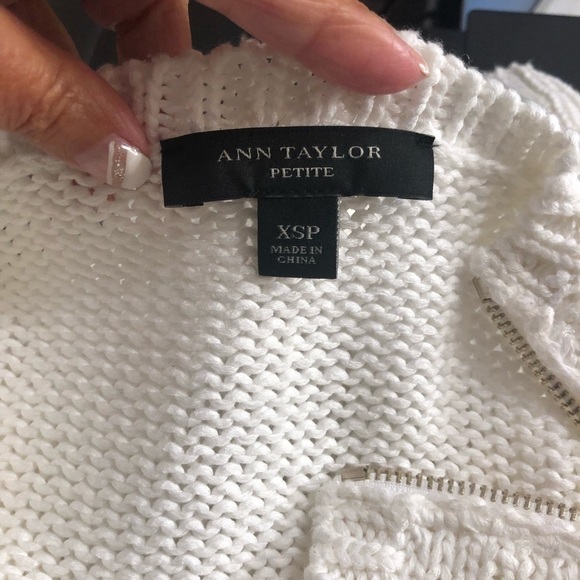 ANN TAYLOR
PETITE
XSP
MADE IN
CHINA